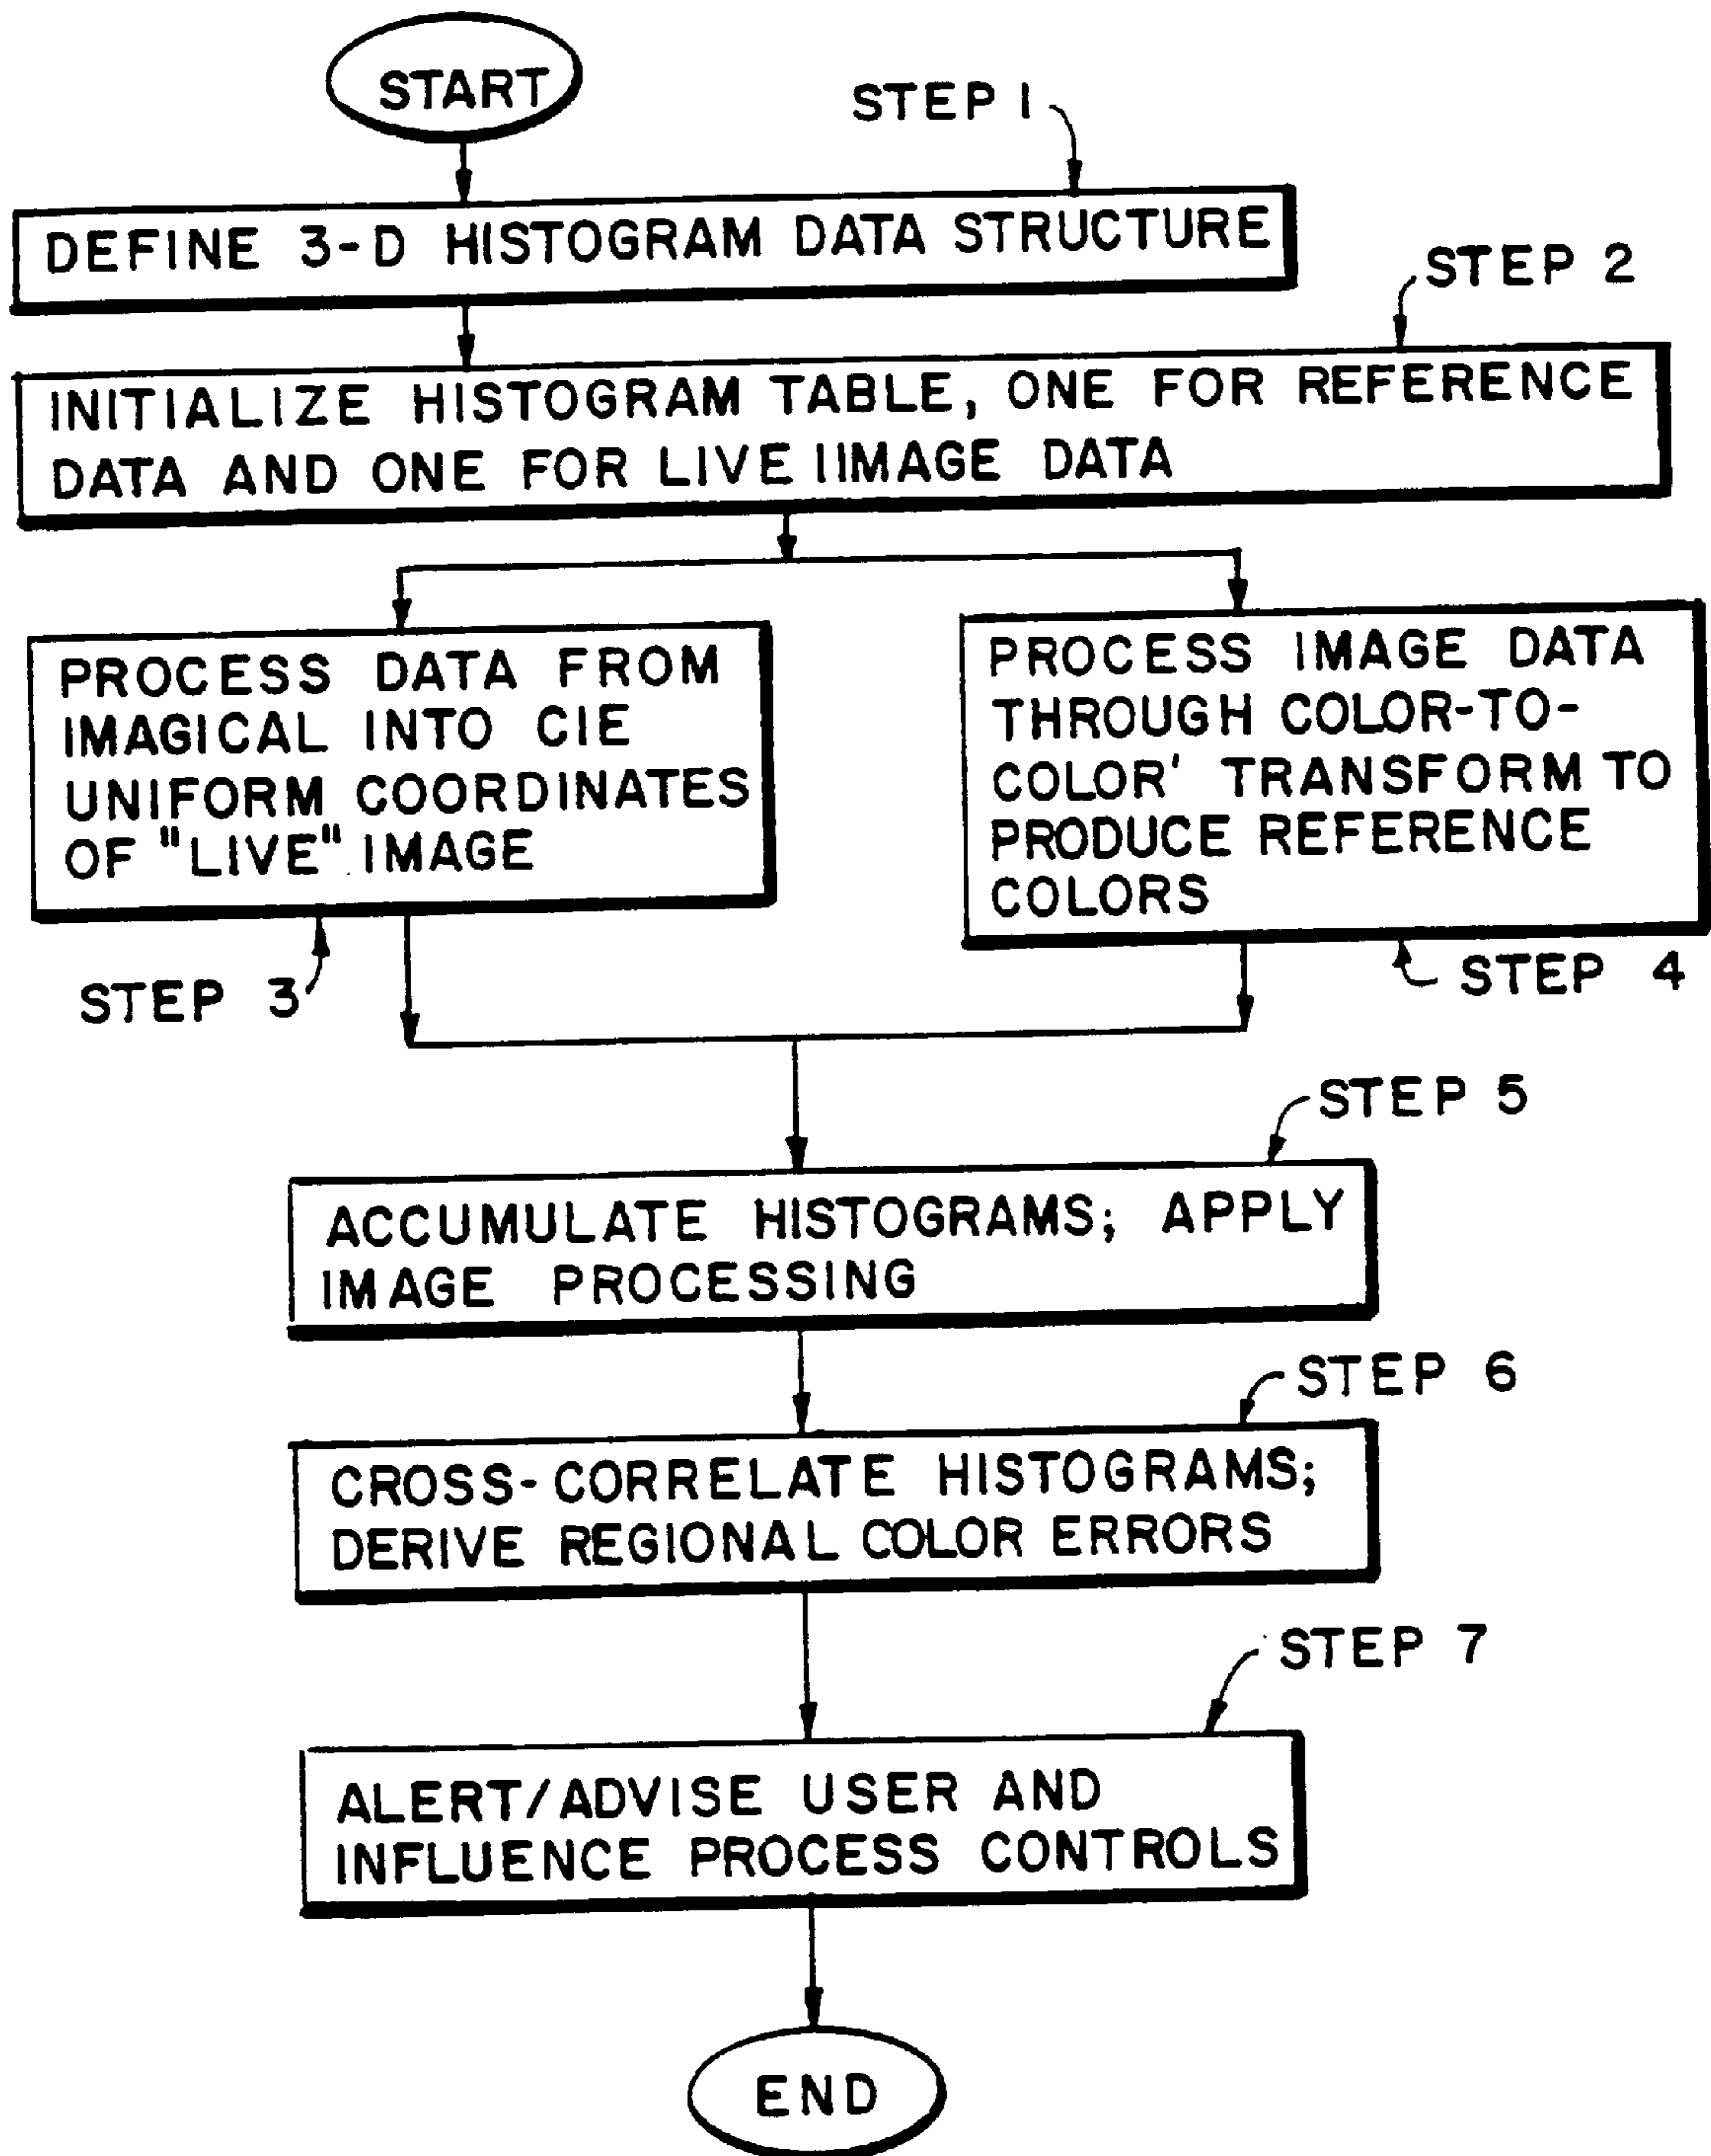 START
STEP 1
DEFINE 3-D HISTOGRAM DATA STRUCTURE
STEP 2
INITIALIZE HISTOGRAM TABLE, ONE FOR REFERENCE
DATA AND ONE FOR LIVE IIMAGE DATA
PROCESS DATA FROM
IMAGICAL INTO CIE
UNIFORM COORDINATES
OF "LIVE" IMAGE
STEP 3
PROCESS IMAGE DATA
THROUGH COLOR-TO-
COLOR' TRANSFORM TO
PRODUCE REFERENCE
COLORS
STEP 4
STEP 5
ACCUMULATE HISTOGRAMS; APPLY
IMAGE PROCESSING
STEP 6
CROSS-CORRELATE HISTOGRAMS;
DERIVE REGIONAL COLOR ERRORS
STEP 7
ALERT/ADVISE USER AND
INFLUENCE PROCESS CONTROLS
END